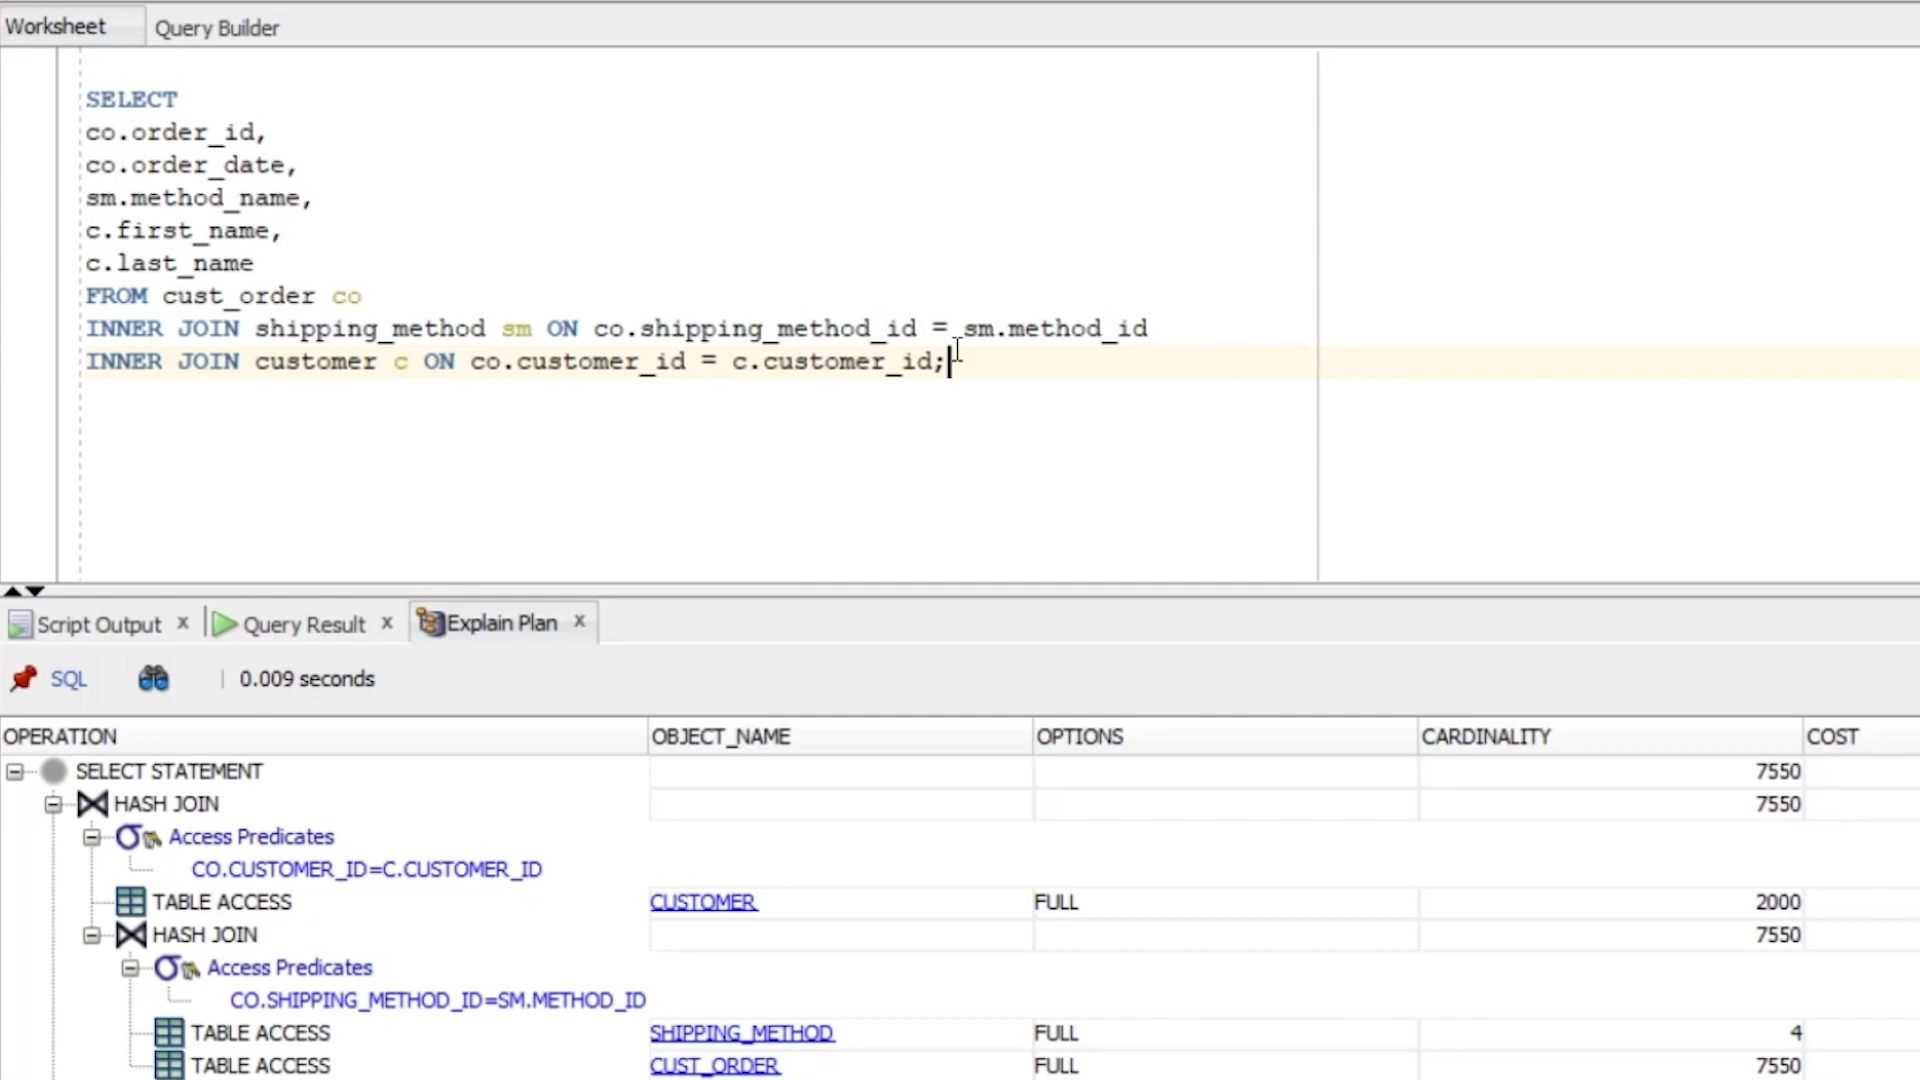 Worksheet Query Builder
SELECT
co.order_id,
co.order_date,
sm.method_name,
c.first_name,
c.last_name
FROM cust_order co
INNER JOIN shipping_method sm ON co.shipping_method_id = sm.method_id
INNER JOIN customer c ON co.customer_id = c.customer_id;
Script Output x Query Result x Explain Plan x
SQL | 0.009 seconds
OPERATION OBJECT_NAME OPTIONS CARDINALITY COST
SELECT STATEMENT 7550
HASH JOIN 7550
Access Predicates
CO.CUSTOMER_ID=C.CUSTOMER_ID
TABLE ACCESS CUSTOMER FULL 2000
HASH JOIN 7550
Access Predicates
CO.SHIPPING_METHOD_ID=SM.METHOD_ID
TABLE ACCESS SHIPPING_METHOD FULL 4
TABLE ACCESS CUST_ORDER FULL 7550